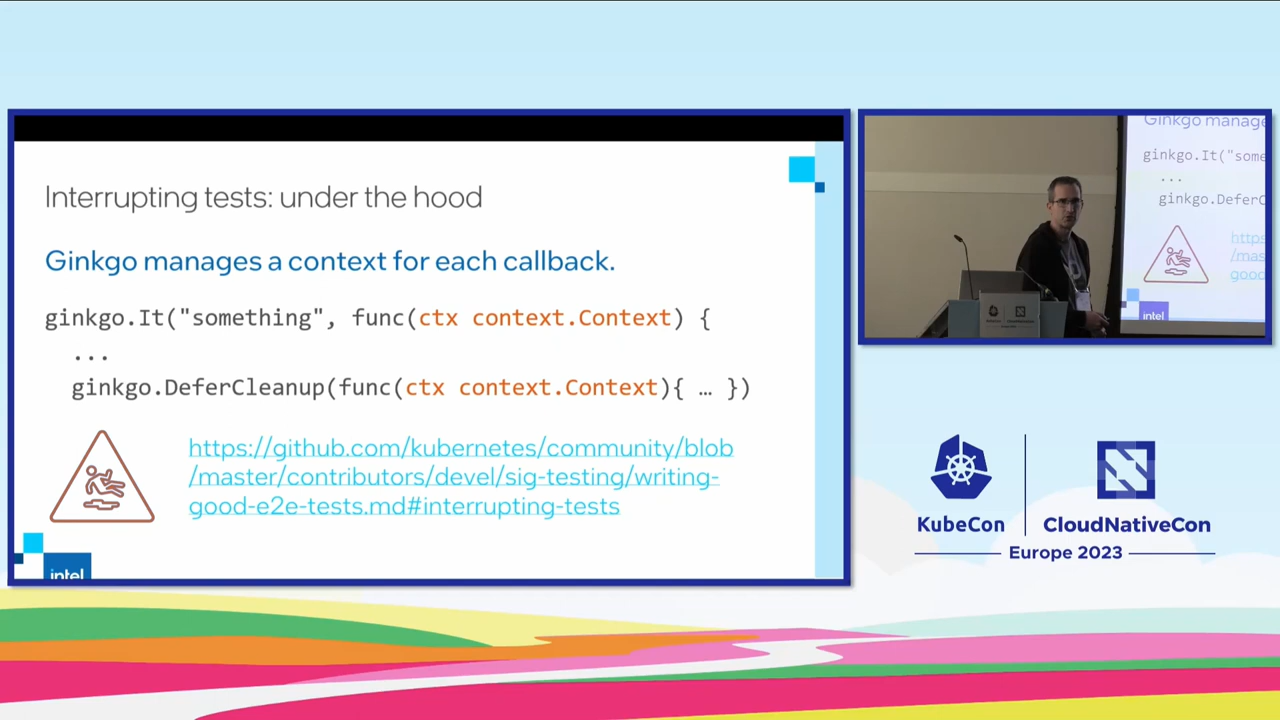 Interrupting tests: under the hood
Ginkgo manages a context for each callback.
ginkgo.It("something", func(ctx context.Context) {
...
ginkgo.DeferCleanup(func(ctx context.Context){ … })
https://github.com/kubernetes/community/blob
/master/contributors/devel/sig-testing/writing-
good-e2e-tests.md#interrupting-tests
intel
Ginkgo manage
ginkgo.It("some
...
ginkgo.DeferC
https
/mas
good
intel
KubeCon
CloudNativeCon
Europe 2023